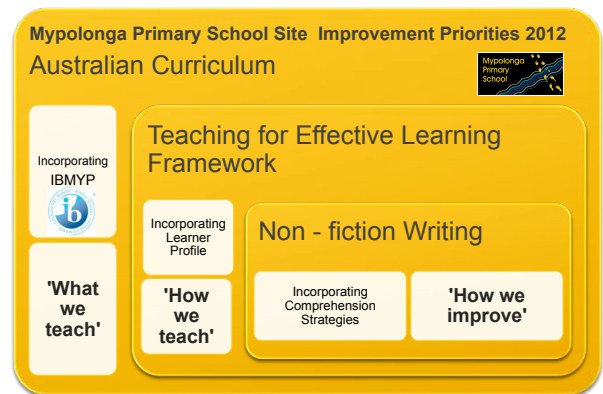 Mypolonga Primary School Site  Improvement Priorities 2012
Australian Curriculum
Mypolonga
Primary
School
Incorporating
IBMYP
ib
'What
we
teach'
Teaching for Effective Learning
Framework
Incorporating
Learner
Profile
'How
we
teach'
Non - fiction Writing
Incorporating
Comprehension
Strategies
'How we
improve'